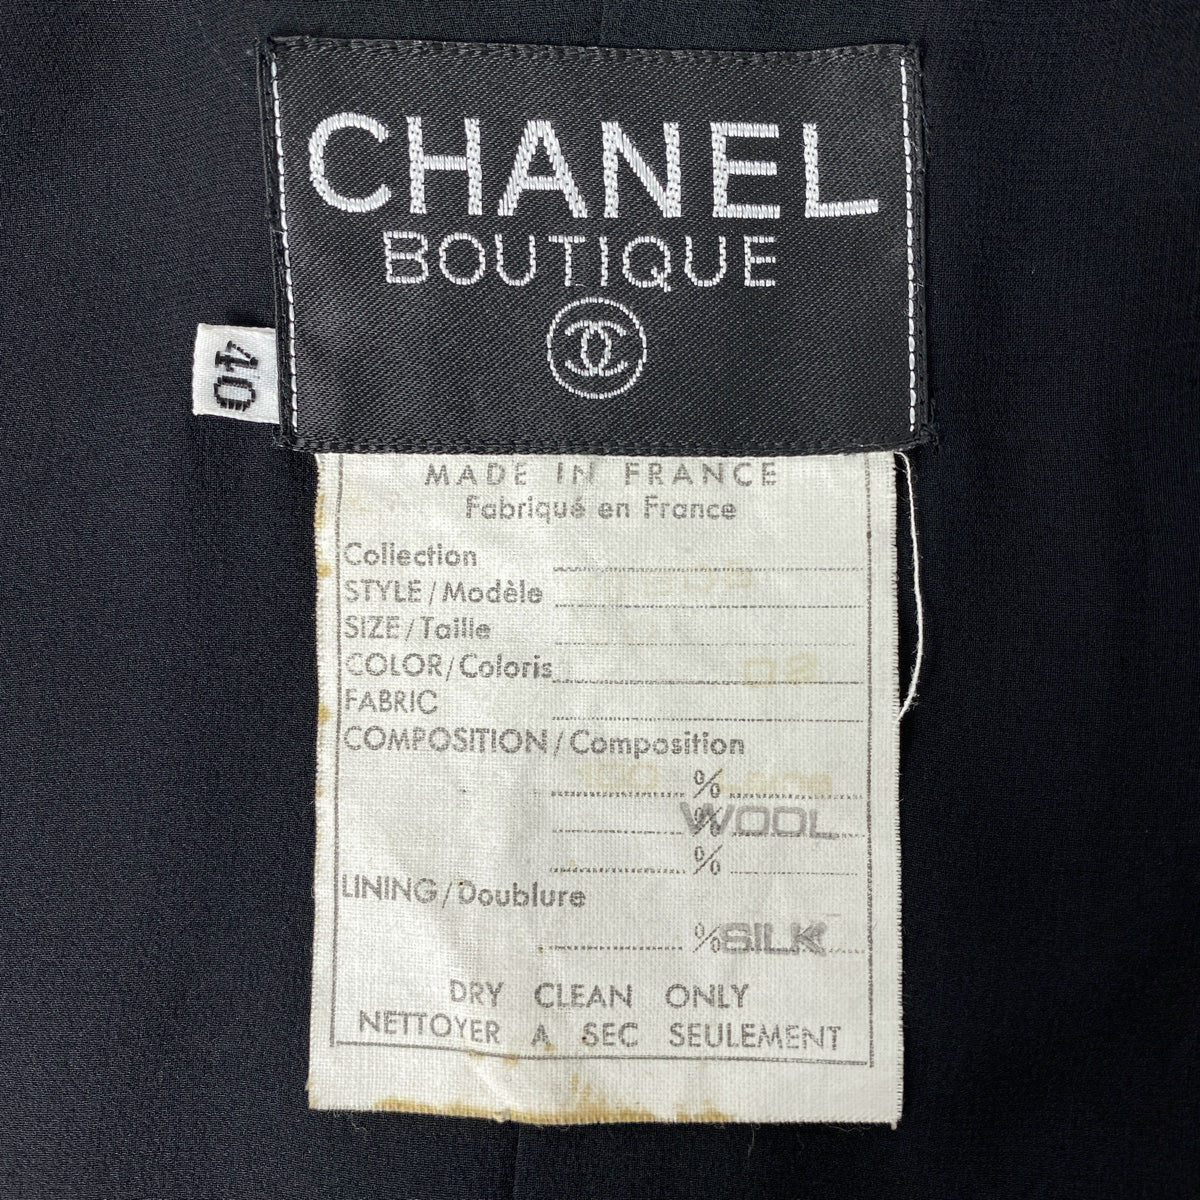 CHANEL
BOUTIQUE
40
MADE IN FRANCE
Fabriqué en France
Collection
STYLE/Modèle
SIZE/Taille
COLOR/Coloris
FABRIC
COMPOSITION/Composition
%
% WOOL
%
LINING/Doublure
% SILK
DRY CLEAN ONLY
NETTOYER A SEC SEULEMENT